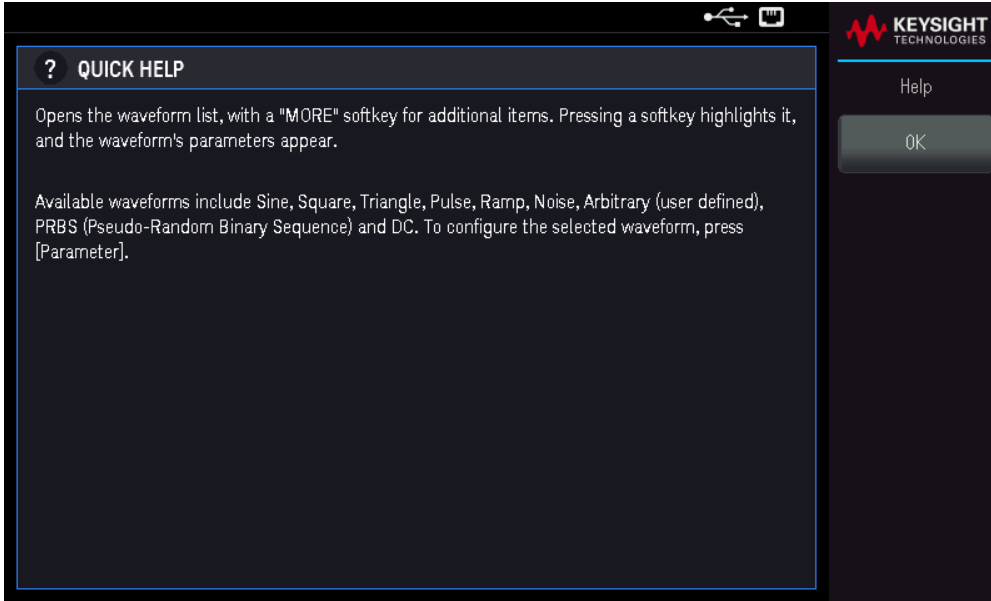 KEYSIGHT
TECHNOLOGIES
? QUICK HELP
Help
Opens the waveform list, with a "MORE" softkey for additional items. Pressing a softkey highlights it,
and the waveform's parameters appear.
OK
Available waveforms include Sine, Square, Triangle, Pulse, Ramp, Noise, Arbitrary (user defined),
PRBS (Pseudo-Random Binary Sequence) and DC. To configure the selected waveform, press
[Parameter].